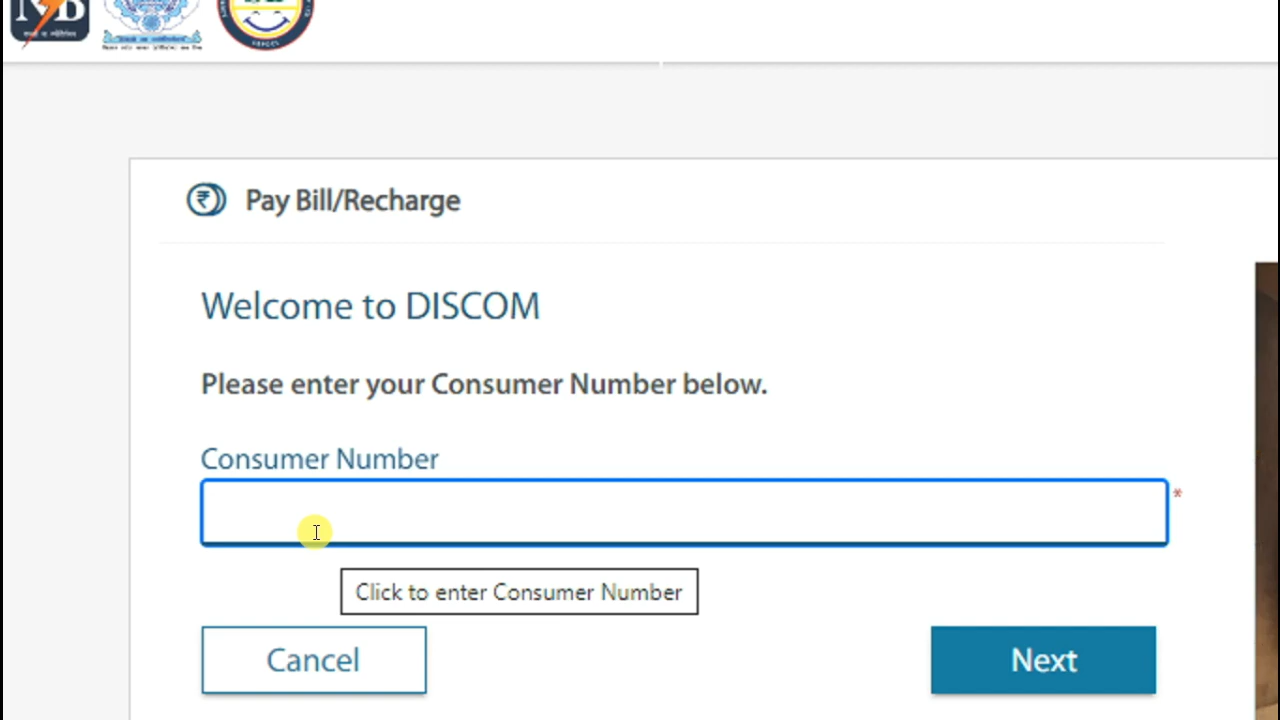 Pay Bill/Recharge
Welcome to DISCOM
Please enter your Consumer Number below.
Consumer Number
*
Click to enter Consumer Number
Cancel
Next